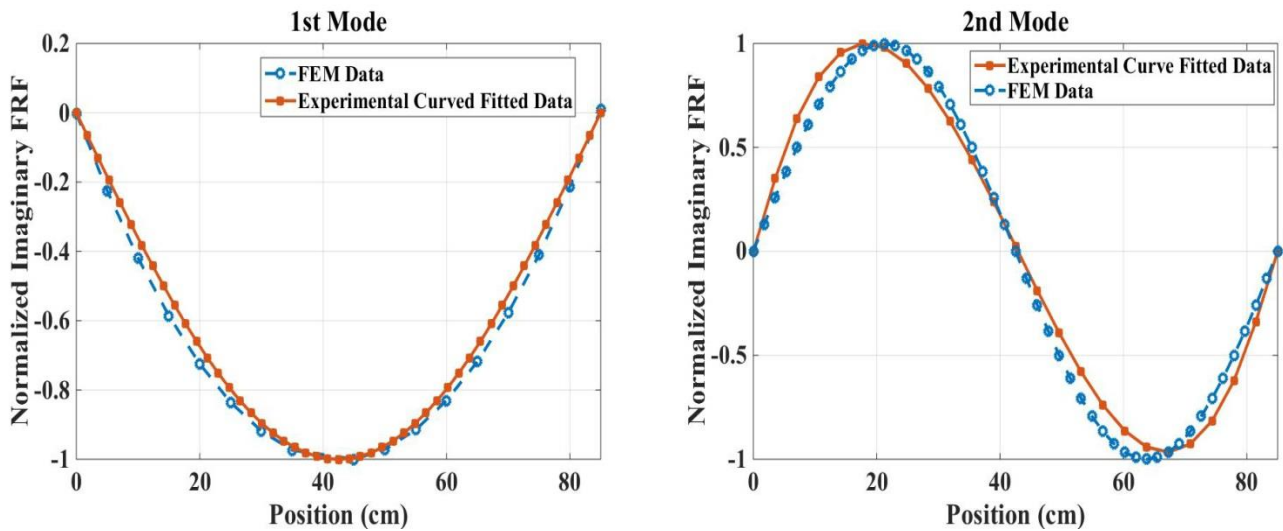 1st Mode
Normalized Imaginary FRF
0.2
0
-0.2
-0.4
-0.6
-0.8
-1
FEM Data
Experimental Curved Fitted Data
0 20 40 60 80
Position (cm)
2nd Mode
Normalized Imaginary FRF
1
0.5
0
-0.5
-1
Experimental Curve Fitted Data
FEM Data
0 20 40 60 80
Position (cm)